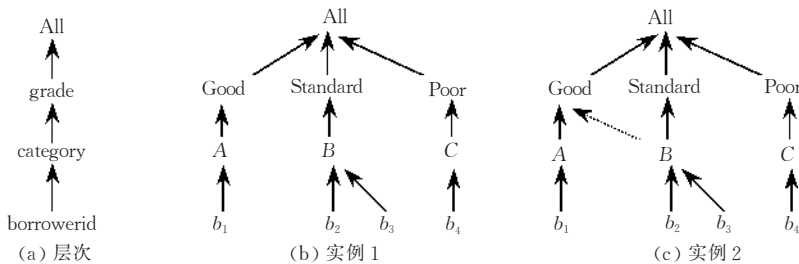 All
grade
category
borrowerid
(a) 层次
All
Good Standard Poor
A B C
b1 b2 b3 b4
(b) 实例 1
All
Good Standard Poor
A B C
b1 b2 b3 b4
(c) 实例 2